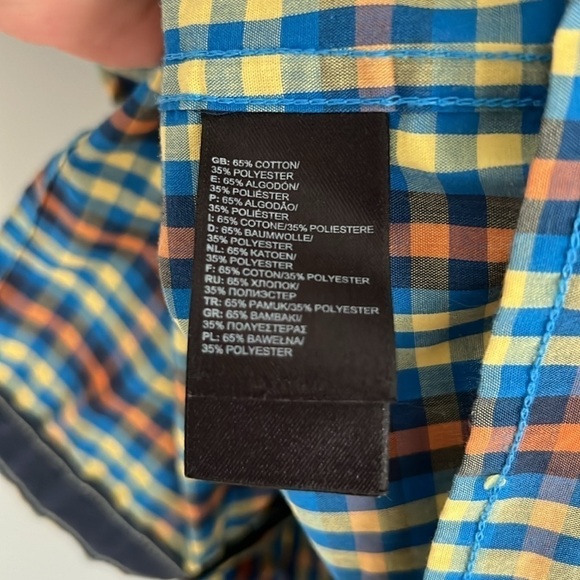 GB: 65% COTTON/
35% POLYESTER
E: 65% ALGODÓN/
35% POLIÉSTER
P: 65% ALGODÃO/
35% POLIÉSTER
I: 65% COTONE/35% POLIESTERE
D: 65% BAUMWOLLE/
35% POLYESTER
NL: 65% KATOEN/
35% POLYESTER
F: 65% COTON/35% POLYESTER
RU: 65% ХЛОПОК/
35% ПОЛИЭСТЕР
TR: 65% PAMUK/35% POLYESTER
GR: 65% BAMBAKI/
35% ΠΟΛΥΕΣΤΕΡΑΣ
PL: 65% BAWEŁNA/
35% POLYESTER